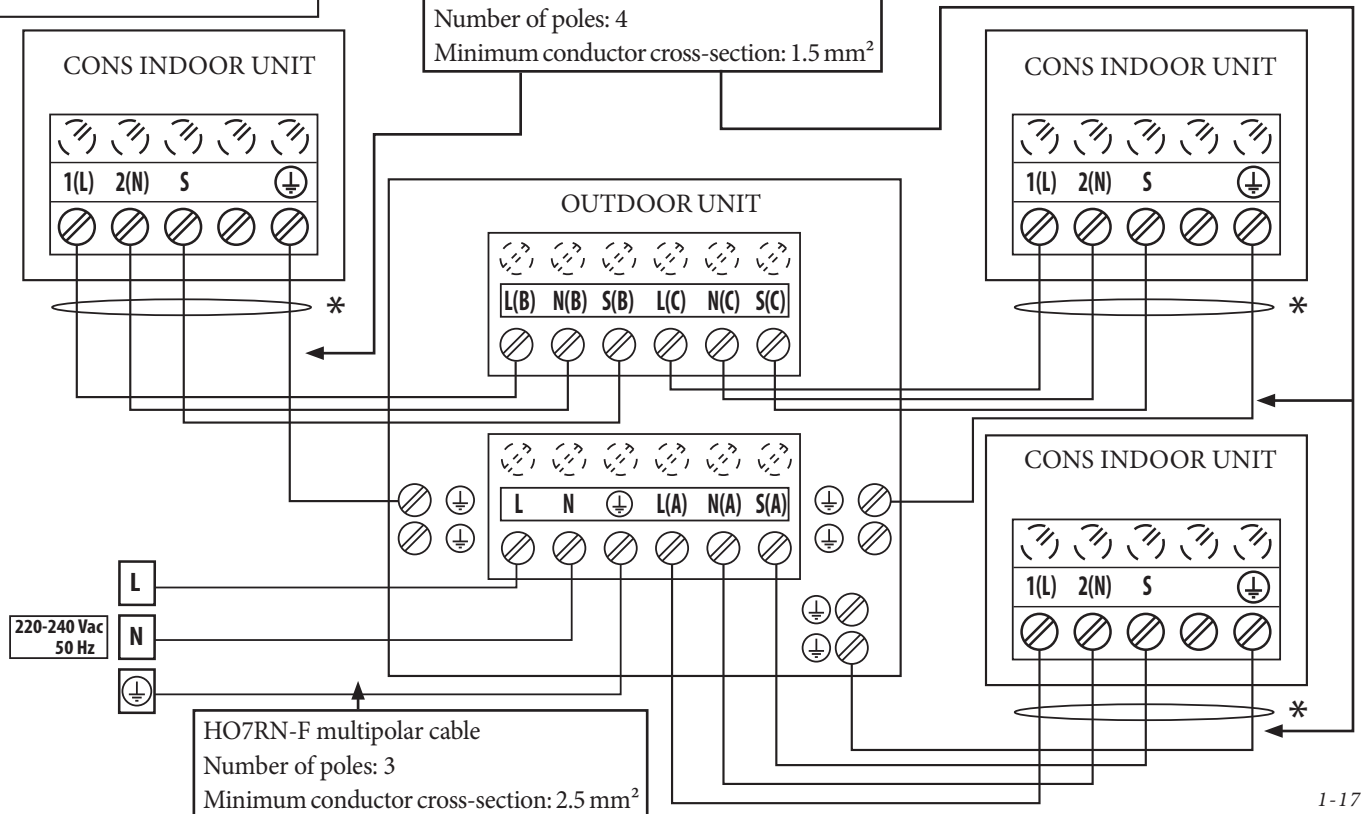 Number of poles: 4
Minimum conductor cross-section: 1.5 mm²
CONS INDOOR UNIT
1(L) 2(N) S
*
CONS INDOOR UNIT
1(L) 2(N) S
*
OUTDOOR UNIT
L(B) N(B) S(B) L(C) N(C) S(C)
L N L(A) N(A) S(A)
CONS INDOOR UNIT
1(L) 2(N) S
*
L
220-240 Vac
50 Hz
N
HO7RN-F multipolar cable
Number of poles: 3
Minimum conductor cross-section: 2.5 mm²
1-17